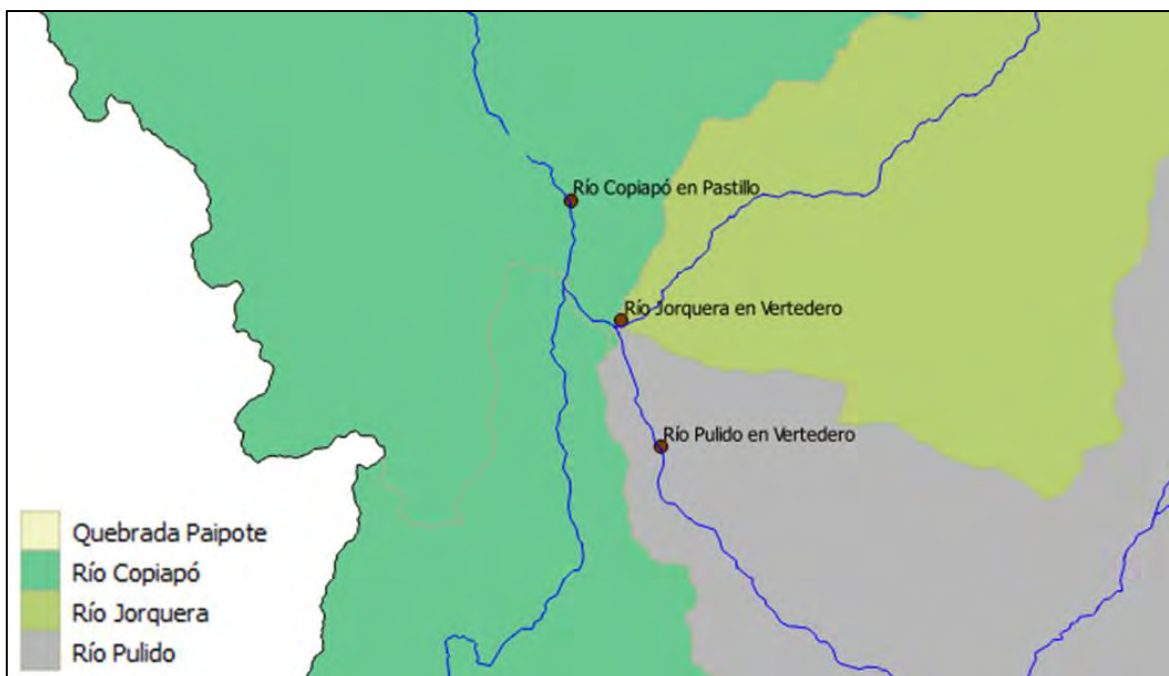 Río Copiapó en Pastillo
Río Jorquera en Vertedero
Río Pulido en Vertedero
Quebrada Paipote
Río Copiapó
Río Jorquera
Río Pulido